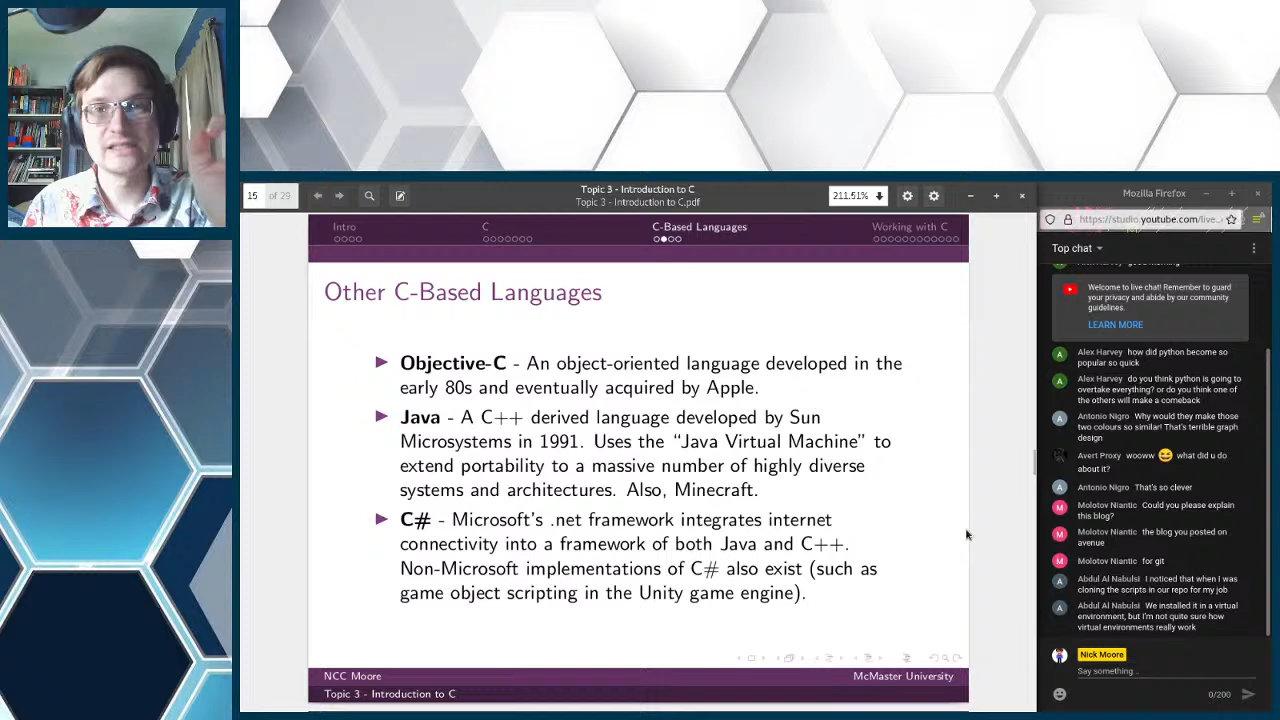 15 of 29
Topic 3 - Introduction to C
Topic 3 - Introduction to C.pdf
211.51%
Intro
C
C-Based Languages
Working with C
Other C-Based Languages
Objective-C - An object-oriented language developed in the
early 80s and eventually acquired by Apple.
Java - A C++ derived language developed by Sun
Microsystems in 1991. Uses the “Java Virtual Machine” to
extend portability to a massive number of highly diverse
systems and architectures. Also, Minecraft.
C# - Microsoft's .net framework integrates internet
connectivity into a framework of both Java and C++.
Non-Microsoft implementations of C# also exist (such as
game object scripting in the Unity game engine).
NCC Moore
McMaster University
Topic 3 - Introduction to C
Mozilla Firefox
https://studio.youtube.com/live
Top chat
Welcome to live chat! Remember to guard
your privacy and abide by our community
guidelines.
LEARN MORE
Alex Harvey how did python become so
popular so quick
Alex Harvey do you think python is going to
overtake everything? or do you think one of
the others will make a comeback
Antonio Nigro Why would they make those
two colours so similar! That's terrible graph
design
Avert Proxy wooww what did u do
about it?
Antonio Nigro That's so clever
Molotov Niantic Could you please explain
this blog?
Molotov Niantic the blog you posted on
avenue
Molotov Niantic for git
Abdul Al Nabulsi I noticed that when I was
cloning the scripts in our repo for my job
Abdul Al Nabulsi We installed it in a virtual
environment, but I'm not quite sure how
virtual environments really work
Nick Moore
Say something...
0/200